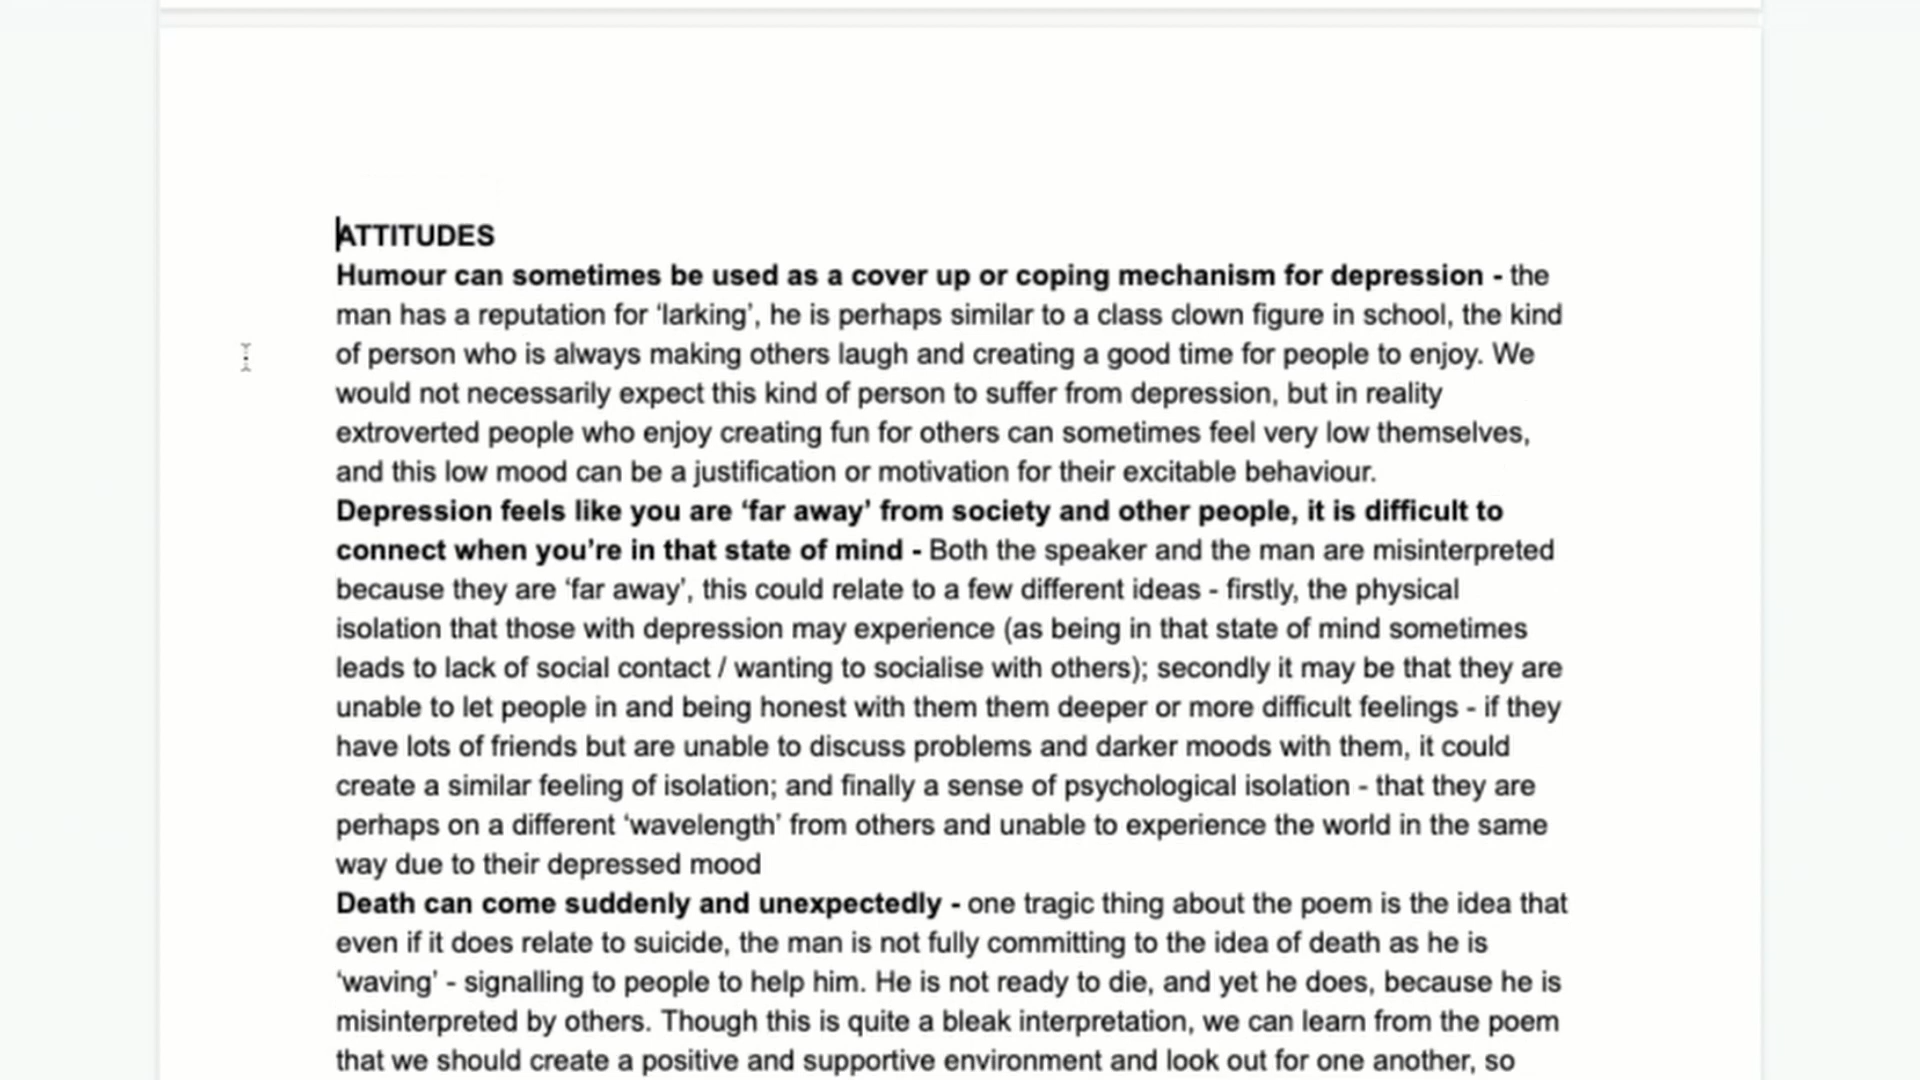 ATTITUDES
Humour can sometimes be used as a cover up or coping mechanism for depression - the
man has a reputation for ‘larking’, he is perhaps similar to a class clown figure in school, the kind
of person who is always making others laugh and creating a good time for people to enjoy. We
would not necessarily expect this kind of person to suffer from depression, but in reality
extroverted people who enjoy creating fun for others can sometimes feel very low themselves,
and this low mood can be a justification or motivation for their excitable behaviour.
Depression feels like you are ‘far away’ from society and other people, it is difficult to
connect when you’re in that state of mind - Both the speaker and the man are misinterpreted
because they are ‘far away’, this could relate to a few different ideas - firstly, the physical
isolation that those with depression may experience (as being in that state of mind sometimes
leads to lack of social contact / wanting to socialise with others); secondly it may be that they are
unable to let people in and being honest with them them deeper or more difficult feelings - if they
have lots of friends but are unable to discuss problems and darker moods with them, it could
create a similar feeling of isolation; and finally a sense of psychological isolation - that they are
perhaps on a different ‘wavelength’ from others and unable to experience the world in the same
way due to their depressed mood
Death can come suddenly and unexpectedly - one tragic thing about the poem is the idea that
even if it does relate to suicide, the man is not fully committing to the idea of death as he is
‘waving’ - signalling to people to help him. He is not ready to die, and yet he does, because he is
misinterpreted by others. Though this is quite a bleak interpretation, we can learn from the poem
that we should create a positive and supportive environment and look out for one another, so